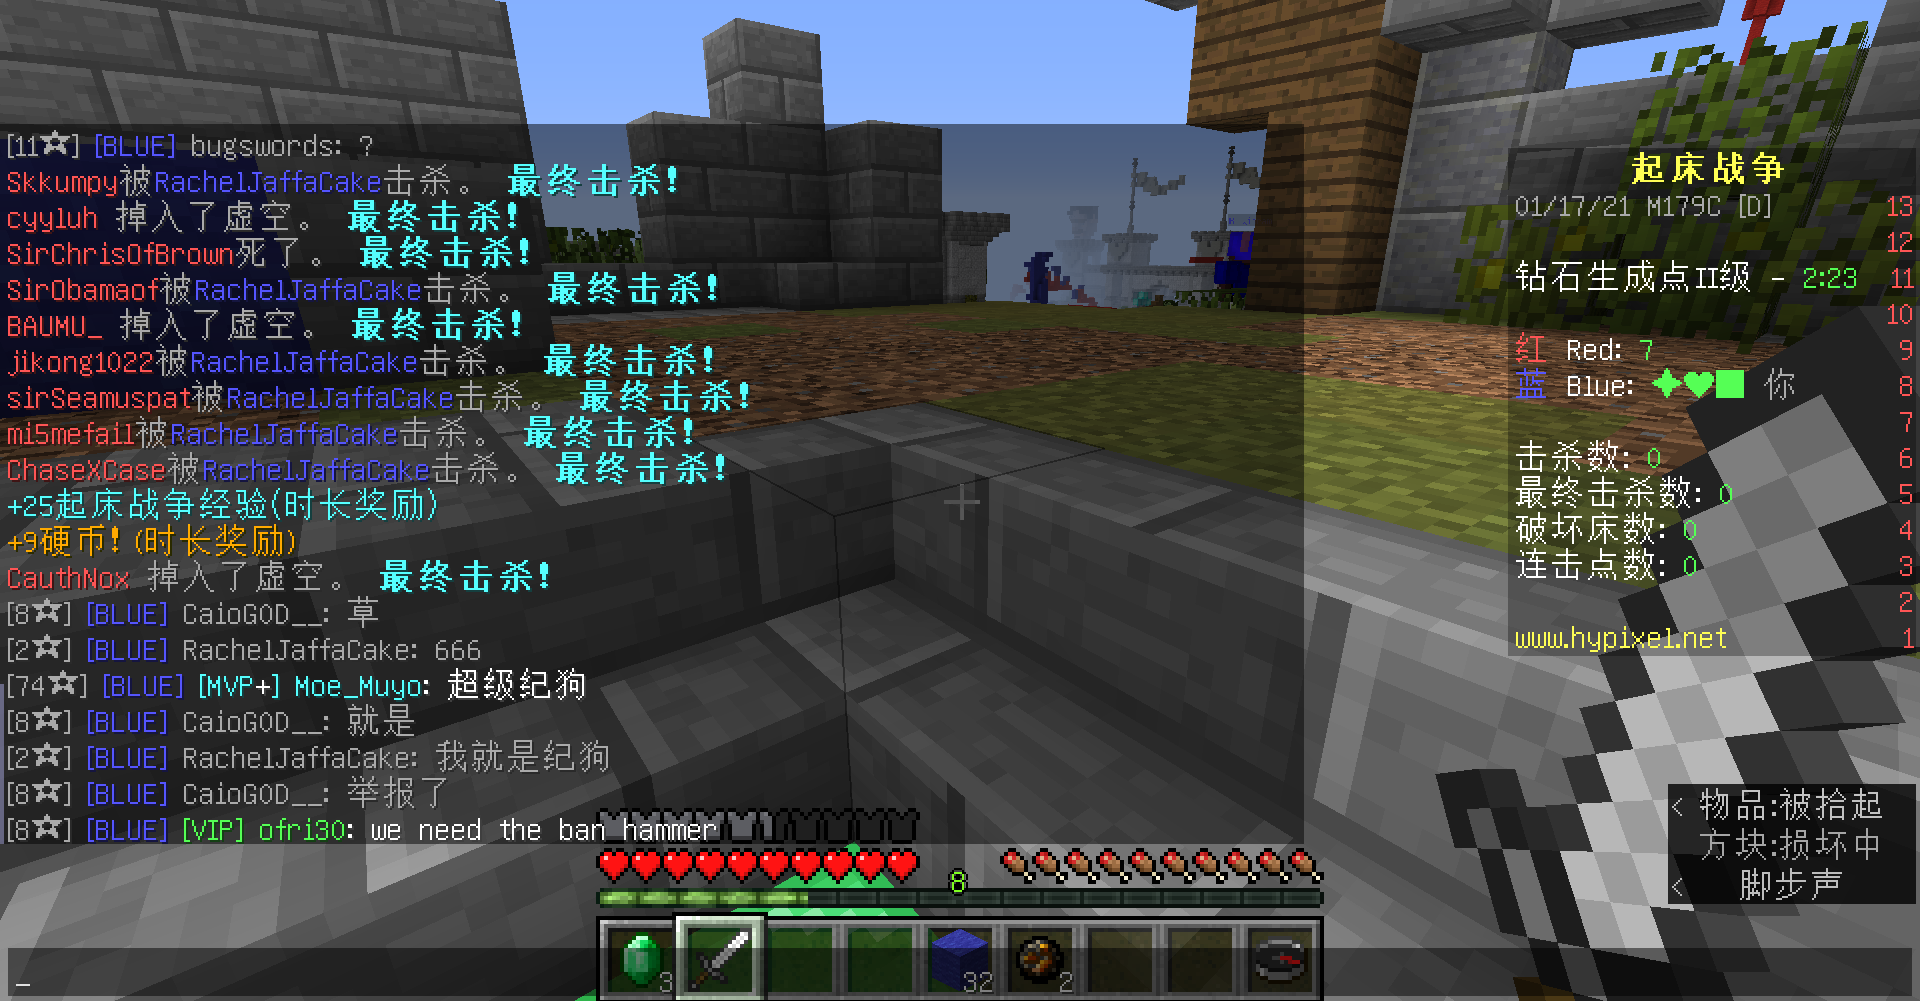 [11✫] [BLUE] bugswords: ?
Skkumpy被RachelJaffaCake击杀。 最终击杀!
cyyluh 掉入了虚空。 最终击杀!
SirChrisOfBrown死了。 最终击杀!
SirObamaof被RachelJaffaCake击杀。 最终击杀!
BAUMU_ 掉入了虚空。 最终击杀!
jikong1022被RachelJaffaCake击杀。 最终击杀!
sirSeamuspat被RachelJaffaCake击杀。 最终击杀!
mi5mefail被RachelJaffaCake击杀。 最终击杀!
ChaseXCase被RachelJaffaCake击杀。 最终击杀!
+25起床战争经验(时长奖励)
+9硬币! (时长奖励)
CauthNox 掉入了虚空。 最终击杀!
[8✫] [BLUE] CaioGOD__: 草
[2✫] [BLUE] RachelJaffaCake: 666
[74✫] [BLUE] [MVP+] Moe_Muyo: 超级纪狗
[8✫] [BLUE] CaioGOD__: 就是
[2✫] [BLUE] RachelJaffaCake: 我就是纪狗
[8✫] [BLUE] CaioGOD__: 举报了
[8✫] [BLUE] [VIP] ofri30: we need the ban hammer
起床战争
01/17/21 M179C [D] 13
12
钻石生成点II级 - 2:23 11
10
红 Red: 7 9
蓝 Blue: ✦♥■ 你 8
7
击杀数: 0 6
最终击杀数: 0 5
破坏床数: 0 4
连击点数: 0 3
2
www.hypixel.net 1
< 物品:被拾起
方块:损坏中
< 脚步声
8
3
32
2
_